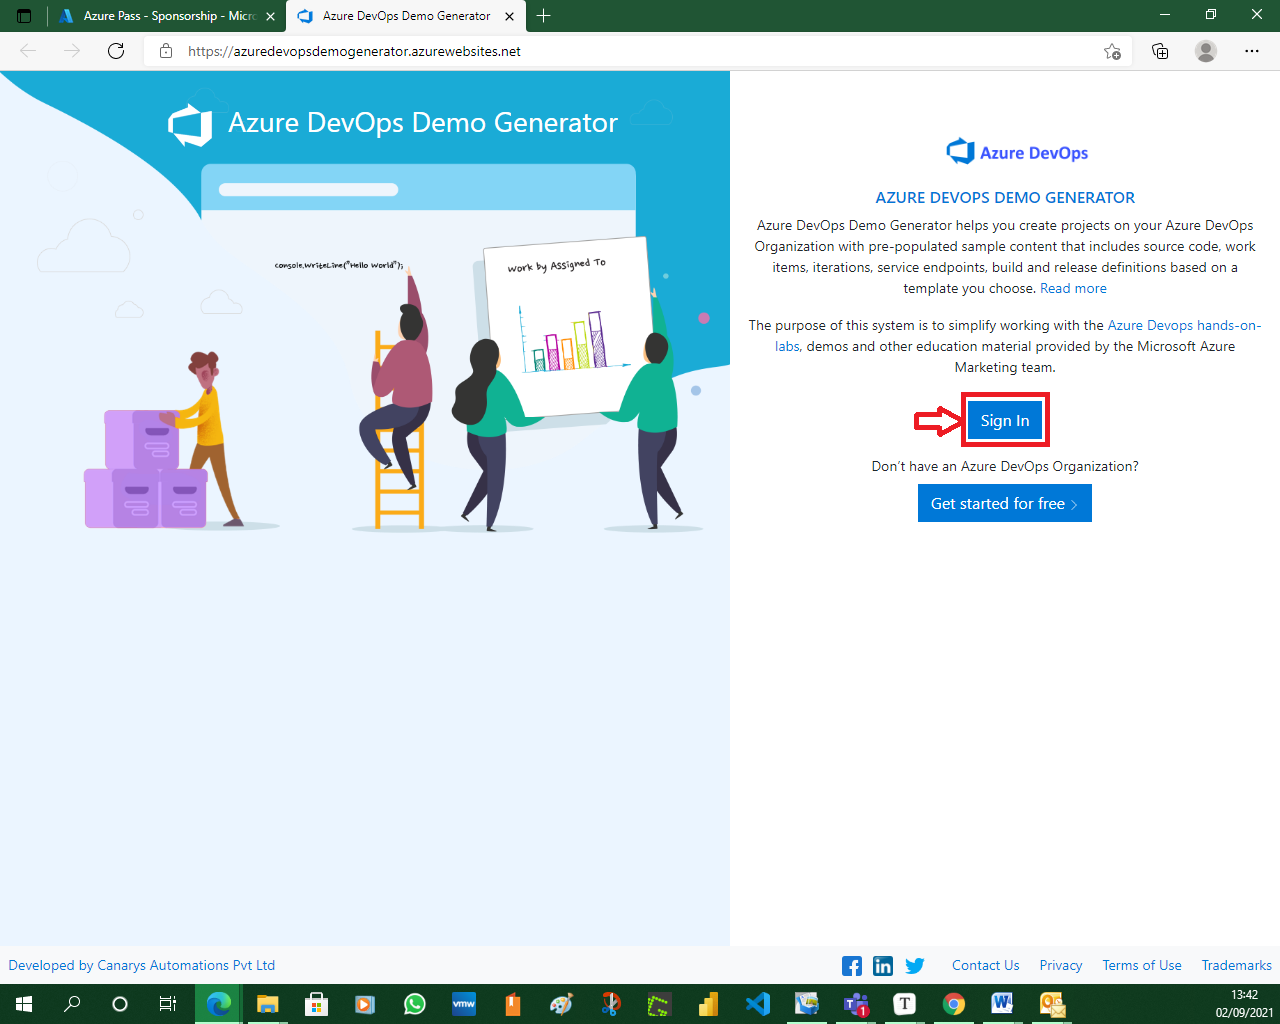 Azure Pass - Sponsorship - Micro
Azure DevOps Demo Generator
https://azuredevopsdemogenerator.azurewebsites.net
Azure DevOps Demo Generator
console.WriteLine("Hello World");
Work by Assigned To
Azure DevOps
AZURE DEVOPS DEMO GENERATOR
Azure DevOps Demo Generator helps you create projects on your Azure DevOps
Organization with pre-populated sample content that includes source code, work
items, iterations, service endpoints, build and release definitions based on a
template you choose. Read more
The purpose of this system is to simplify working with the Azure Devops hands-on-
labs, demos and other education material provided by the Microsoft Azure
Marketing team.
Sign In
Don't have an Azure DevOps Organization?
Get started for free >
Developed by Canarys Automations Pvt Ltd
Contact Us Privacy Terms of Use Trademarks
vmw
1
T
13:42
02/09/2021